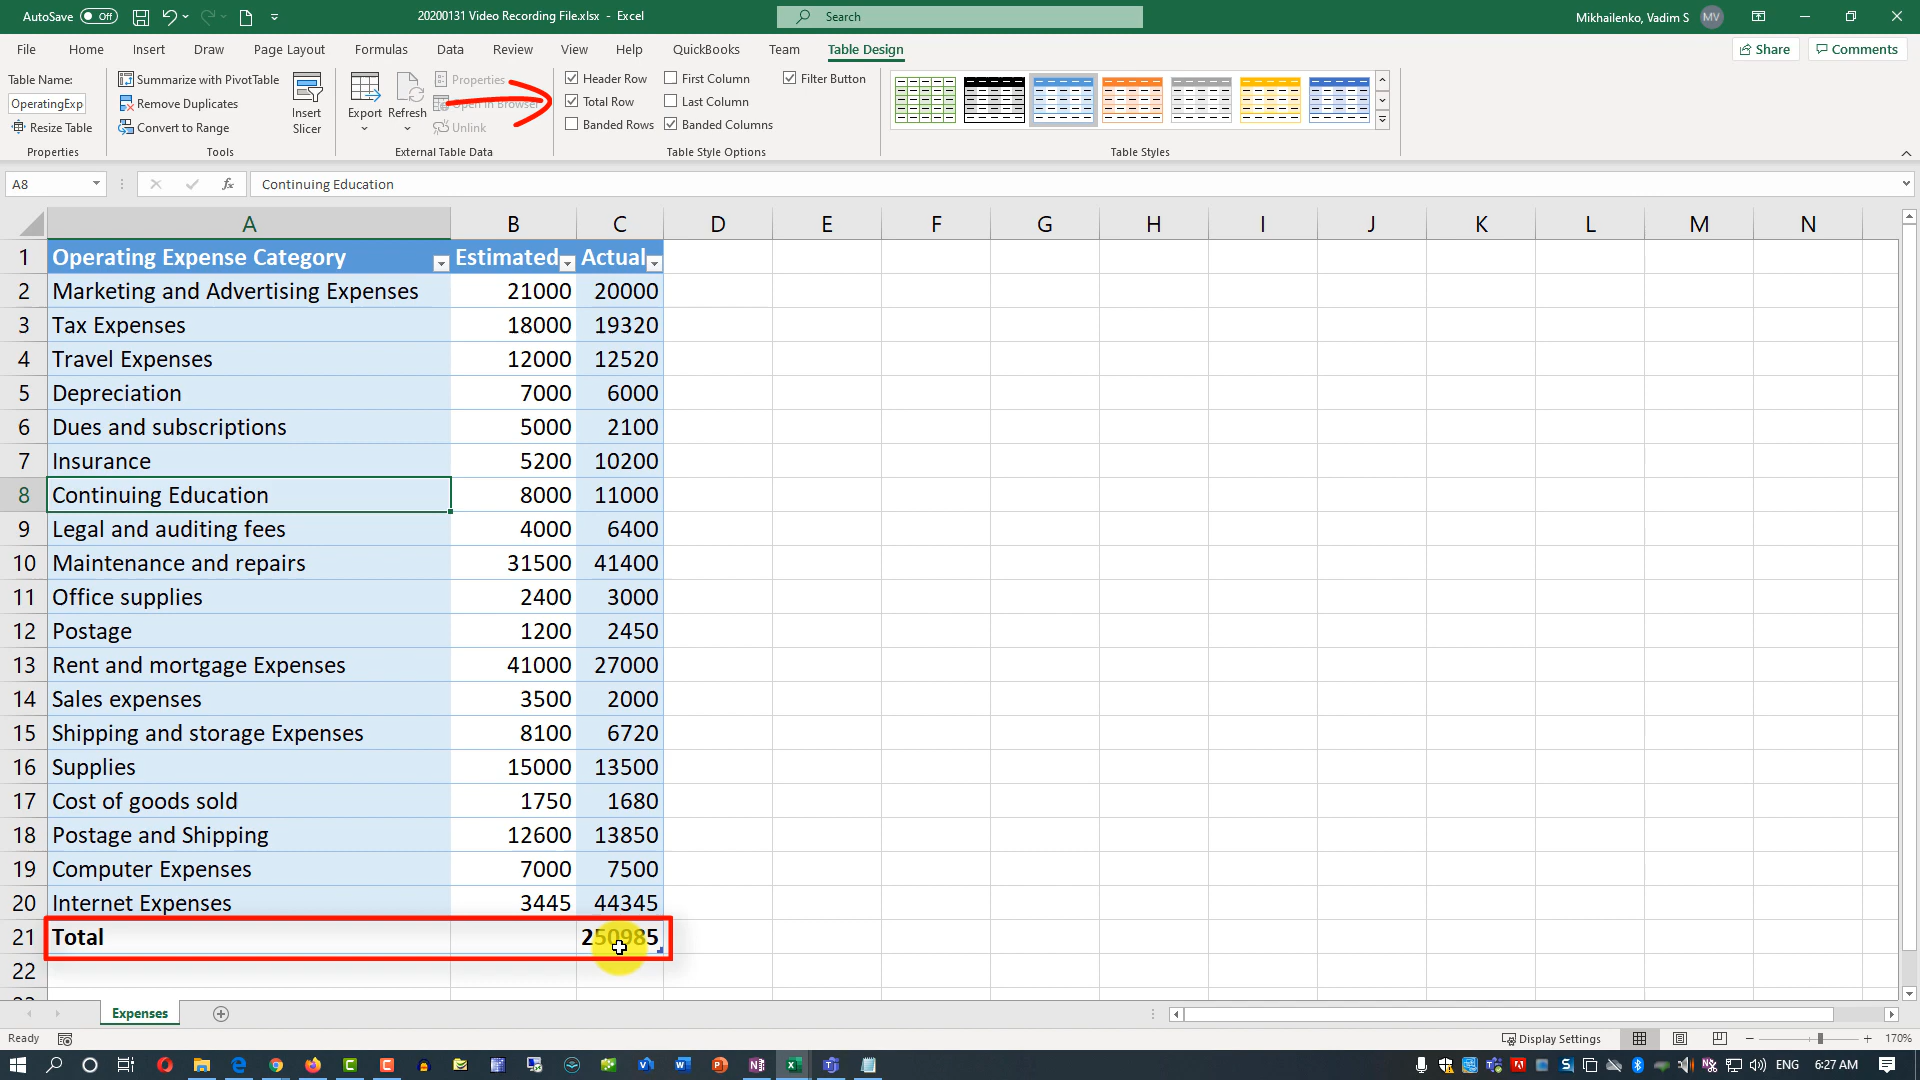 AutoSave Off 20200131 Video Recording File.xlsx - Excel Search Mikhailenko, Vadim S MV
File Home Insert Draw Page Layout Formulas Data Review View Help QuickBooks Team Table Design Share Comments
Table Name: Summarize with PivotTable Properties Header Row First Column Filter Button
OperatingExp Remove Duplicates Insert Slicer Export Refresh Open in Browser Total Row Last Column
Resize Table Convert to Range Unlink Banded Rows Banded Columns
Properties Tools External Table Data Table Style Options Table Styles
A8 fx Continuing Education
A B C D E F G H I J K L M N
1 Operating Expense Category Estimated Actual
2 Marketing and Advertising Expenses 21000 20000
3 Tax Expenses 18000 19320
4 Travel Expenses 12000 12520
5 Depreciation 7000 6000
6 Dues and subscriptions 5000 2100
7 Insurance 5200 10200
8 Continuing Education 8000 11000
9 Legal and auditing fees 4000 6400
10 Maintenance and repairs 31500 41400
11 Office supplies 2400 3000
12 Postage 1200 2450
13 Rent and mortgage Expenses 41000 27000
14 Sales expenses 3500 2000
15 Shipping and storage Expenses 8100 6720
16 Supplies 15000 13500
17 Cost of goods sold 1750 1680
18 Postage and Shipping 12600 13850
19 Computer Expenses 7000 7500
20 Internet Expenses 3445 44345
21 Total 250985
22
Expenses
Ready Display Settings 170%
ENG 6:27 AM